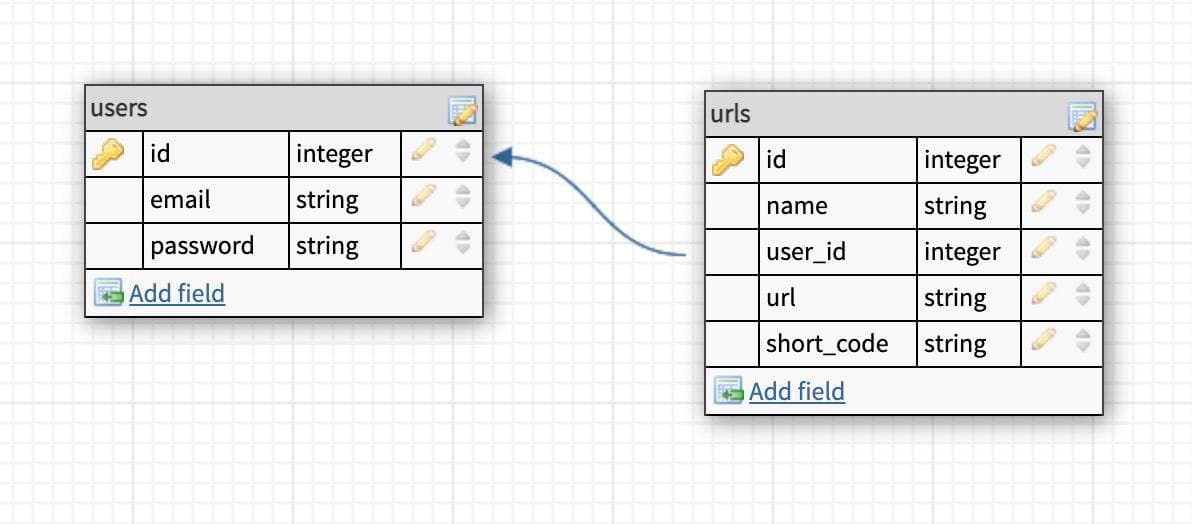 users
id integer
email string
password string
Add field
urls
id integer
name string
user_id integer
url string
short_code string
Add field